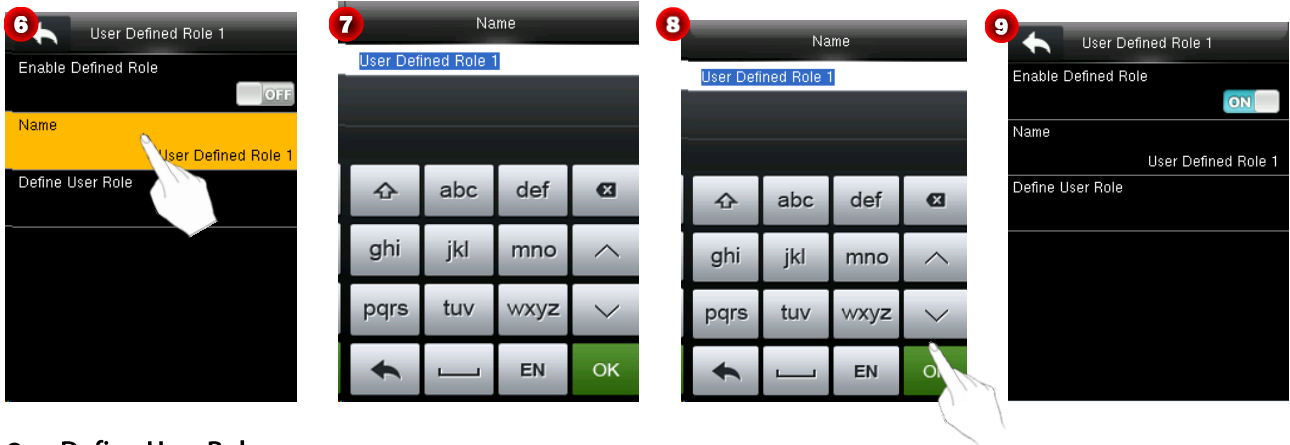 6
User Defined Role 1
Enable Defined Role
OFF
Name
User Defined Role 1
Define User Role
7
Name
User Defined Role 1
abc def
ghi jkl mno
pqrs tuv wxyz
EN OK
8
Name
User Defined Role 1
abc def
ghi jkl mno
pqrs tuv wxyz
EN
9
User Defined Role 1
Enable Defined Role
ON
Name
User Defined Role 1
Define User Role